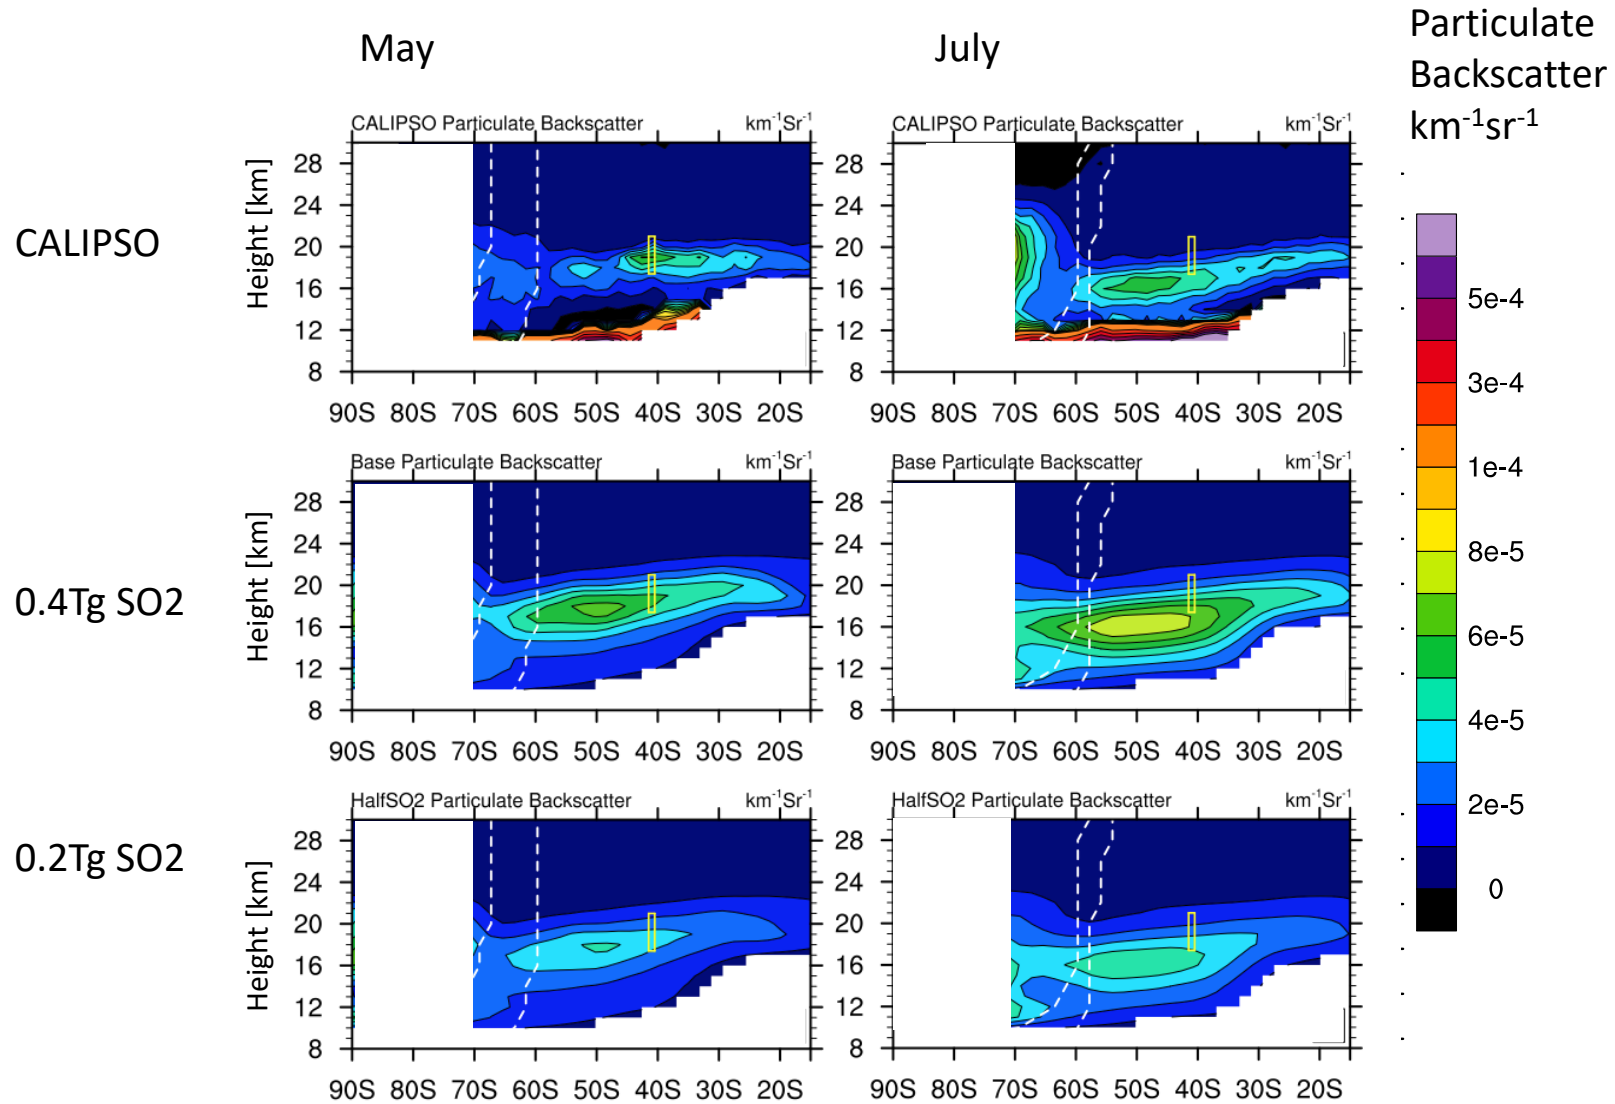 May July
Particulate
Backscatter
km-1sr-1
CALIPSO
CALIPSO Particulate Backscatter km-1Sr-1
Height [km]
28
24
20
16
12
8
90S 80S 70S 60S 50S 40S 30S 20S
CALIPSO Particulate Backscatter km-1Sr-1
28
24
20
16
12
8
90S 80S 70S 60S 50S 40S 30S 20S
0.4Tg SO2
Base Particulate Backscatter km-1Sr-1
Height [km]
28
24
20
16
12
8
90S 80S 70S 60S 50S 40S 30S 20S
Base Particulate Backscatter km-1Sr-1
28
24
20
16
12
8
90S 80S 70S 60S 50S 40S 30S 20S
0.2Tg SO2
HalfSO2 Particulate Backscatter km-1Sr-1
Height [km]
28
24
20
16
12
8
90S 80S 70S 60S 50S 40S 30S 20S
HalfSO2 Particulate Backscatter km-1Sr-1
28
24
20
16
12
8
90S 80S 70S 60S 50S 40S 30S 20S
5e-4
3e-4
1e-4
8e-5
6e-5
4e-5
2e-5
0